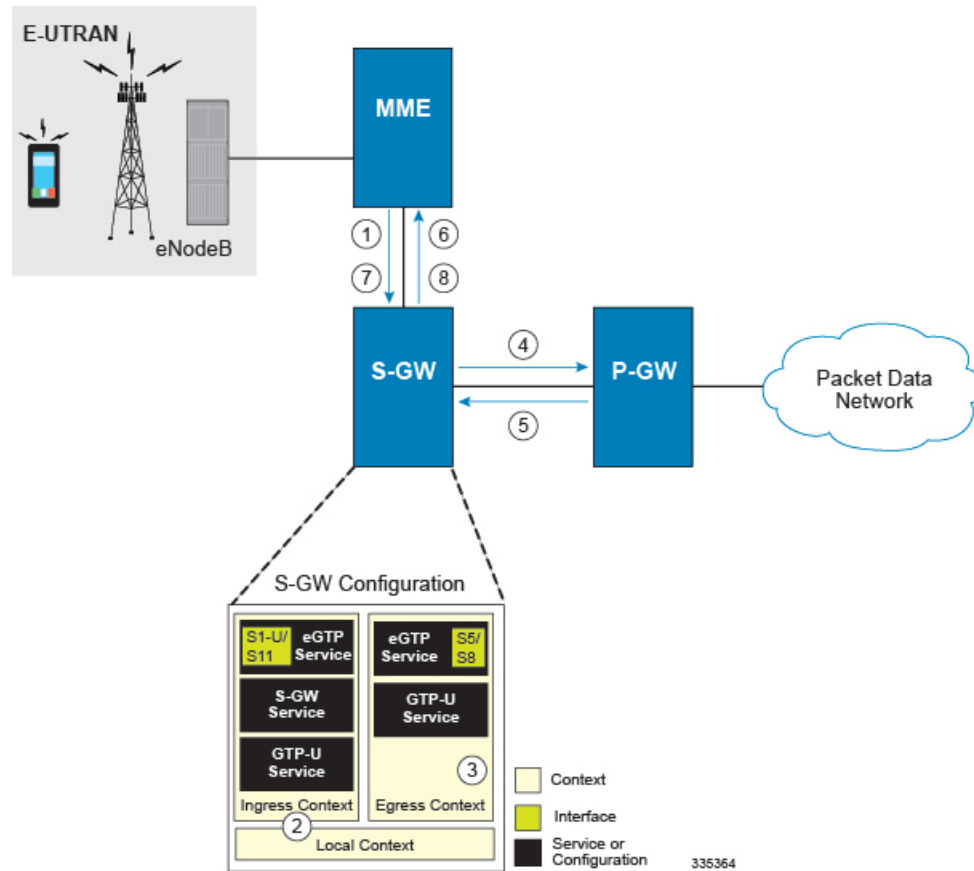 E-UTRAN
eNodeB
MME
1
6
7
8
S-GW
4
P-GW
5
Packet Data
Network
S-GW Configuration
S1-U/
S11
eGTP
Service
S-GW
Service
GTP-U
Service
Ingress Context
2
eGTP
Service
S5/
S8
GTP-U
Service
3
Egress Context
Local Context
Context
Interface
Service or
Configuration
335364